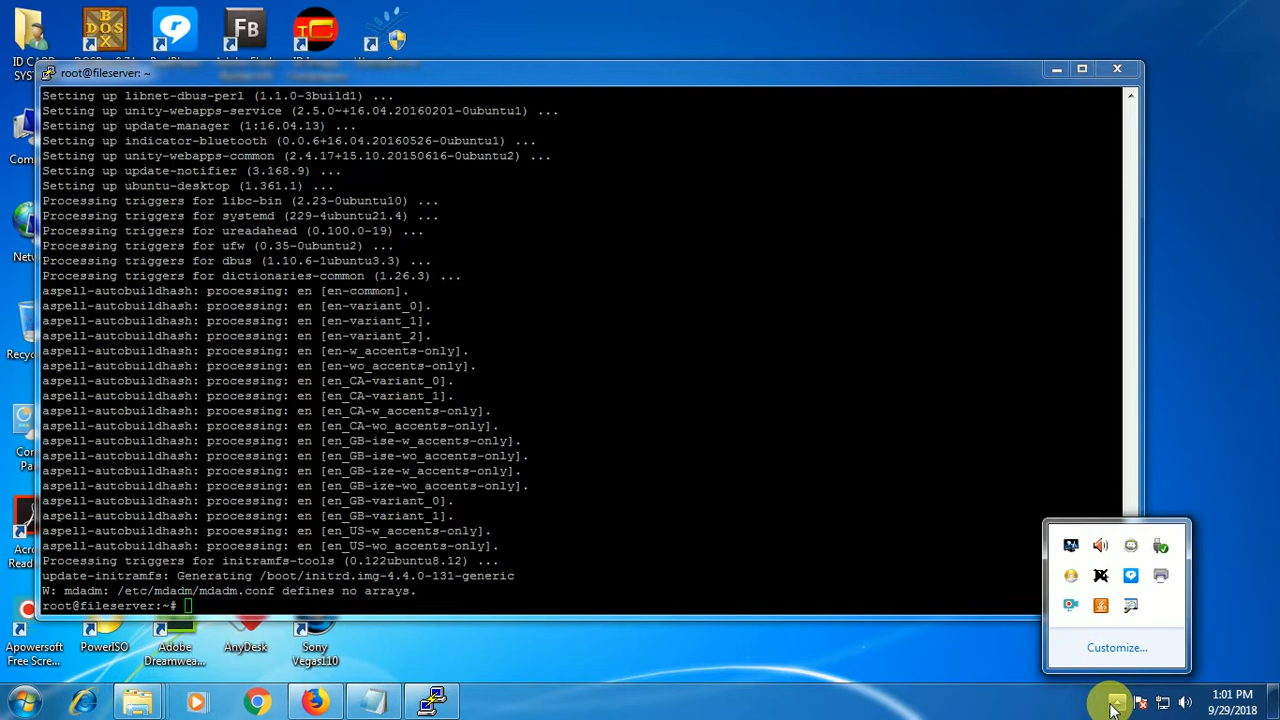 BOX
DOS
FB
TC
ID CARD
SYST
root@fileserver: ~
Setting up libnet-dbus-perl (1.1.0-3build1) ...
Setting up unity-webapps-service (2.5.0~+16.04.20160201-0ubuntu1) ...
Setting up update-manager (1:16.04.13) ...
Setting up indicator-bluetooth (0.0.6+16.04.20160526-0ubuntu1) ...
Setting up unity-webapps-common (2.4.17+15.10.20150616-0ubuntu2) ...
Setting up update-notifier (3.168.9) ...
Setting up ubuntu-desktop (1.361.1) ...
Processing triggers for libc-bin (2.23-0ubuntu10) ...
Processing triggers for systemd (229-4ubuntu21.4) ...
Processing triggers for ureadahead (0.100.0-19) ...
Processing triggers for ufw (0.35-0ubuntu2) ...
Processing triggers for dbus (1.10.6-1ubuntu3.3) ...
Processing triggers for dictionaries-common (1.26.3) ...
aspell-autobuildhash: processing: en [en-common].
aspell-autobuildhash: processing: en [en-variant_0].
aspell-autobuildhash: processing: en [en-variant_1].
aspell-autobuildhash: processing: en [en-variant_2].
aspell-autobuildhash: processing: en [en-w_accents-only].
aspell-autobuildhash: processing: en [en-wo_accents-only].
aspell-autobuildhash: processing: en [en_CA-variant_0].
aspell-autobuildhash: processing: en [en_CA-variant_1].
aspell-autobuildhash: processing: en [en_CA-w_accents-only].
aspell-autobuildhash: processing: en [en_CA-wo_accents-only].
aspell-autobuildhash: processing: en [en_GB-ise-w_accents-only].
aspell-autobuildhash: processing: en [en_GB-ise-wo_accents-only].
aspell-autobuildhash: processing: en [en_GB-ize-w_accents-only].
aspell-autobuildhash: processing: en [en_GB-ize-wo_accents-only].
aspell-autobuildhash: processing: en [en_GB-variant_0].
aspell-autobuildhash: processing: en [en_GB-variant_1].
aspell-autobuildhash: processing: en [en_US-w_accents-only].
aspell-autobuildhash: processing: en [en_US-wo_accents-only].
Processing triggers for initramfs-tools (0.122ubuntu8.12) ...
update-initramfs: Generating /boot/initrd.img-4.4.0-131-generic
W: mdadm: /etc/mdadm/mdadm.conf defines no arrays.
root@fileserver:~#
Com
Netv
Recyc
Con
Pa
Acro
Read
Apowersoft
Free Scre...
PowerISO
Adobe
Dreamwea...
AnyDesk
Sony
Vegas110
Customize...
1:01 PM
9/29/2018